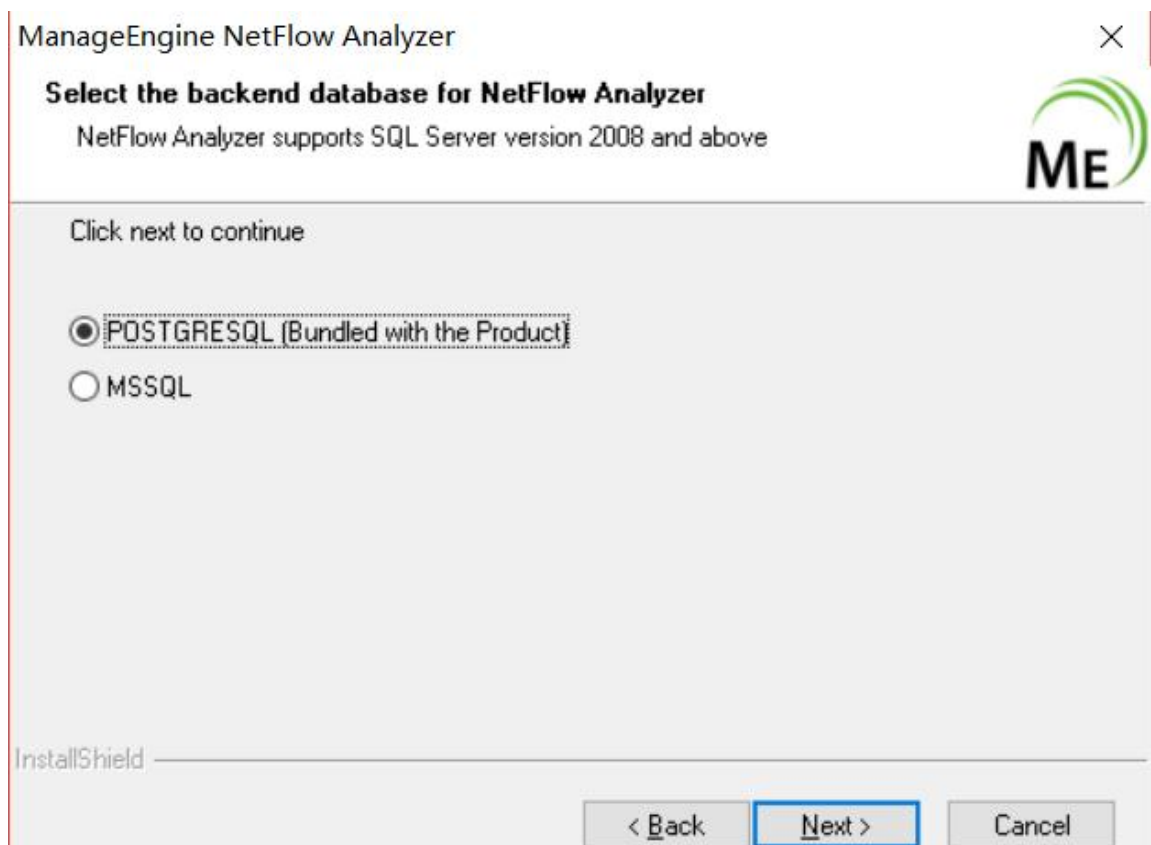 ManageEngine NetFlow Analyzer
Select the backend database for NetFlow Analyzer
NetFlow Analyzer supports SQL Server version 2008 and above
ME
Click next to continue
POSTGRESQL (Bundled with the Product)
MSSQL
InstallShield
< Back
Next >
Cancel